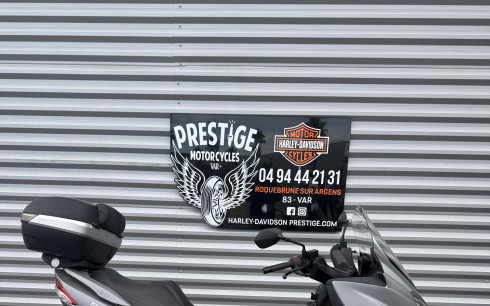 PRESTIGE
MOTORCYCLES
VAR
MOTOR
HARLEY-DAVIDSON
CYCLES
04 94 44 21 31
ROQUEBRUNE SUR ARGENS
83 - VAR
HARLEY-DAVIDSON PRESTIGE.COM